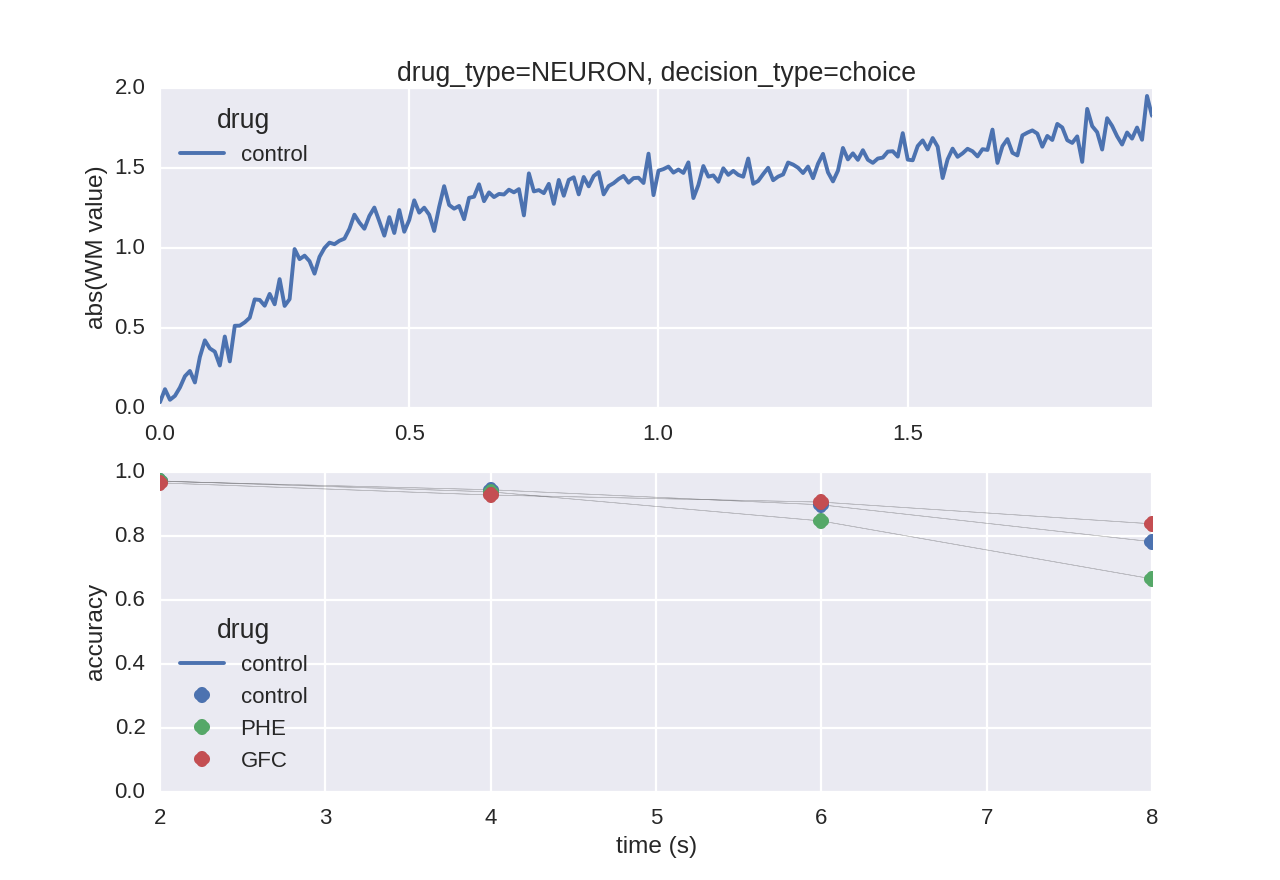 drug_type=NEURON, decision_type=choice
2.0
1.5
1.0
0.5
0.0
abs(WM value)
drug
control
0.0 0.5 1.0 1.5
1.0
0.8
0.6
0.4
0.2
0.0
accuracy
drug
control
control
PHE
GFC
2 3 4 5 6 7 8
time (s)